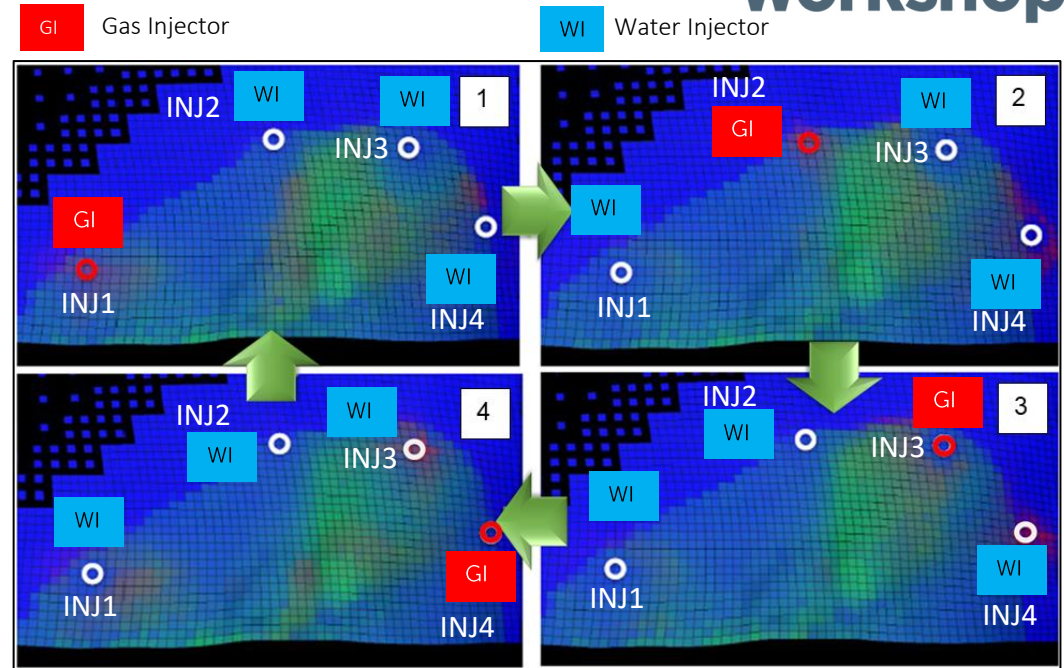 workshop
GI Gas Injector
WI Water Injector
INJ2 WI WI 1
INJ3
GI
INJ1
WI
INJ4
INJ2 WI 2
GI
INJ3
WI
INJ1
WI
INJ4
INJ2 GI 3
WI
INJ3
WI
INJ1
WI
INJ4
INJ2 WI 4
WI
INJ3
WI
INJ1
GI
INJ4